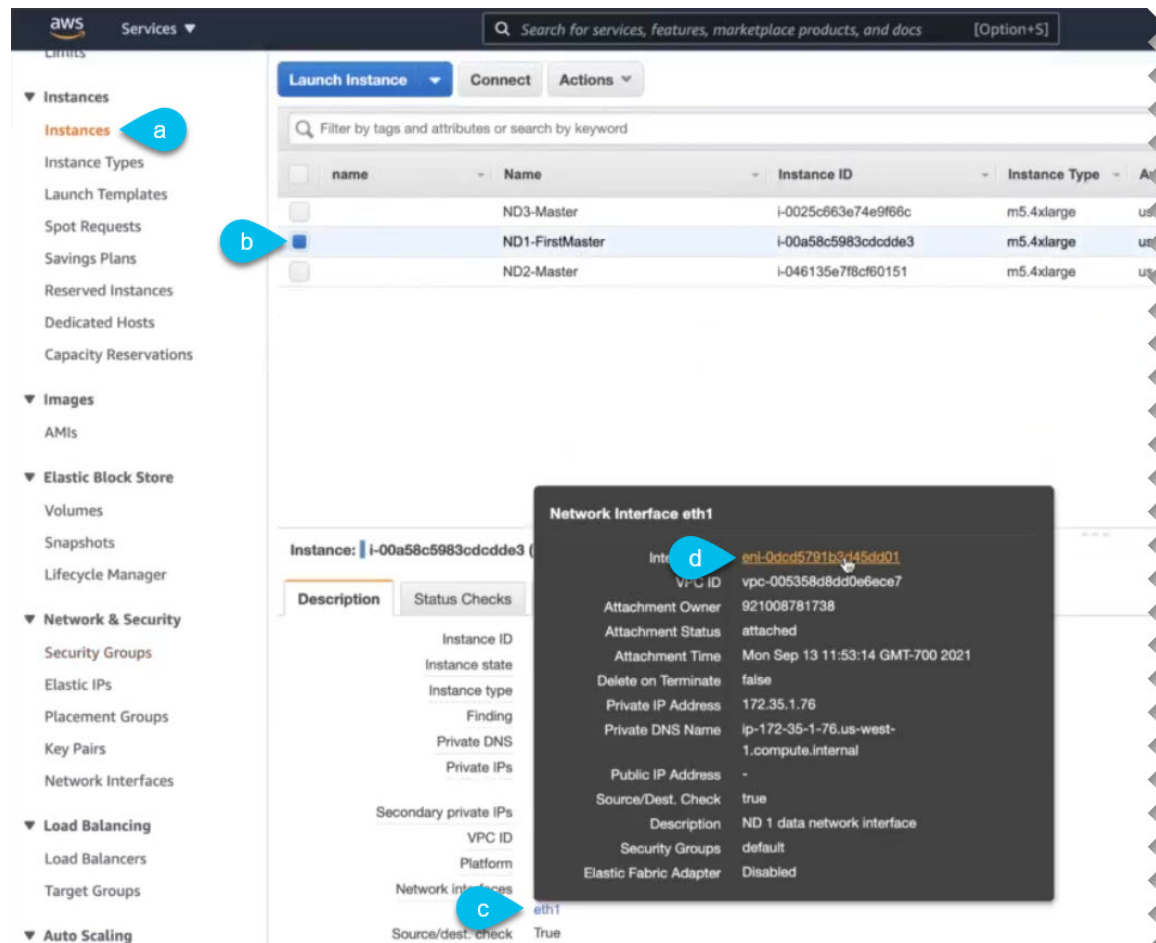 aws
Services ▼
Search for services, features, marketplace products, and docs
[Option+S]
Limits
▼ Instances
Instances
a
Instance Types
Launch Templates
Spot Requests
Savings Plans
Reserved Instances
Dedicated Hosts
Capacity Reservations
▼ Images
AMIs
▼ Elastic Block Store
Volumes
Snapshots
Lifecycle Manager
▼ Network & Security
Security Groups
Elastic IPs
Placement Groups
Key Pairs
Network Interfaces
▼ Load Balancing
Load Balancers
Target Groups
▼ Auto Scaling
Launch Instance Connect Actions
Filter by tags and attributes or search by keyword
name Name Instance ID Instance Type
ND3-Master i-0025c663e74e9f66c m5.4xlarge
b ND1-FirstMaster i-00a58c5983cdcdde3 m5.4xlarge
ND2-Master i-046135e7f8cf60151 m5.4xlarge
Instance: i-00a58c5983cdcdde3 (
Description Status Checks
Instance ID
Instance state
Instance type
Finding
Private DNS
Private IPs
Secondary private IPs
VPC ID
Platform
Network interfaces
c eth1
Source/dest. check True
Network Interface eth1
d eni-0dcd5791b3d45dd01
VPC ID vpc-005358d8dd0e6ece7
Attachment Owner 921008781738
Attachment Status attached
Attachment Time Mon Sep 13 11:53:14 GMT-700 2021
Delete on Terminate false
Private IP Address 172.35.1.76
Private DNS Name ip-172-35-1-76.us-west-
1.compute.internal
Public IP Address -
Source/Dest. Check true
Description ND 1 data network interface
Security Groups default
Elastic Fabric Adapter Disabled